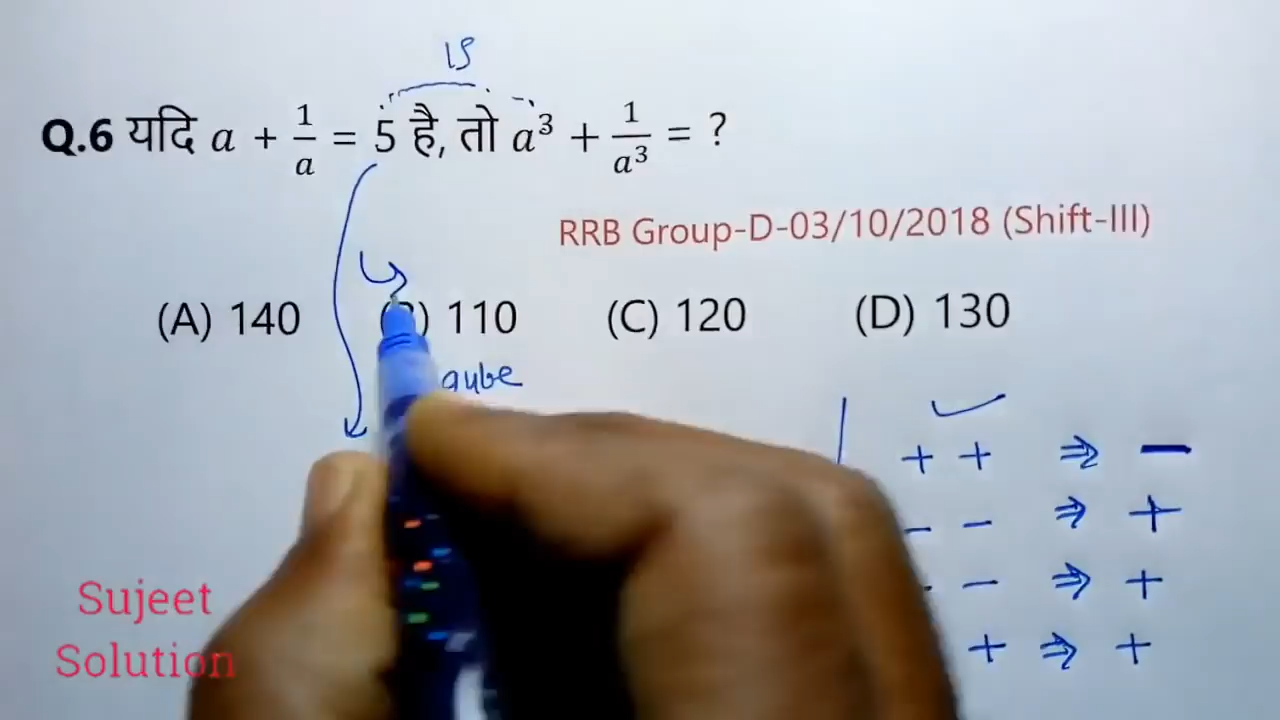 15
Q.6 यदि a + 1/a = 5 है, तो a³ + 1/a³ = ?
RRB Group-D-03/10/2018 (Shift-III)
(A) 140 110 (C) 120 (D) 130
+ + ⇒ −
− − ⇒ +
− ⇒ +
+ ⇒ +
Sujeet
Solution